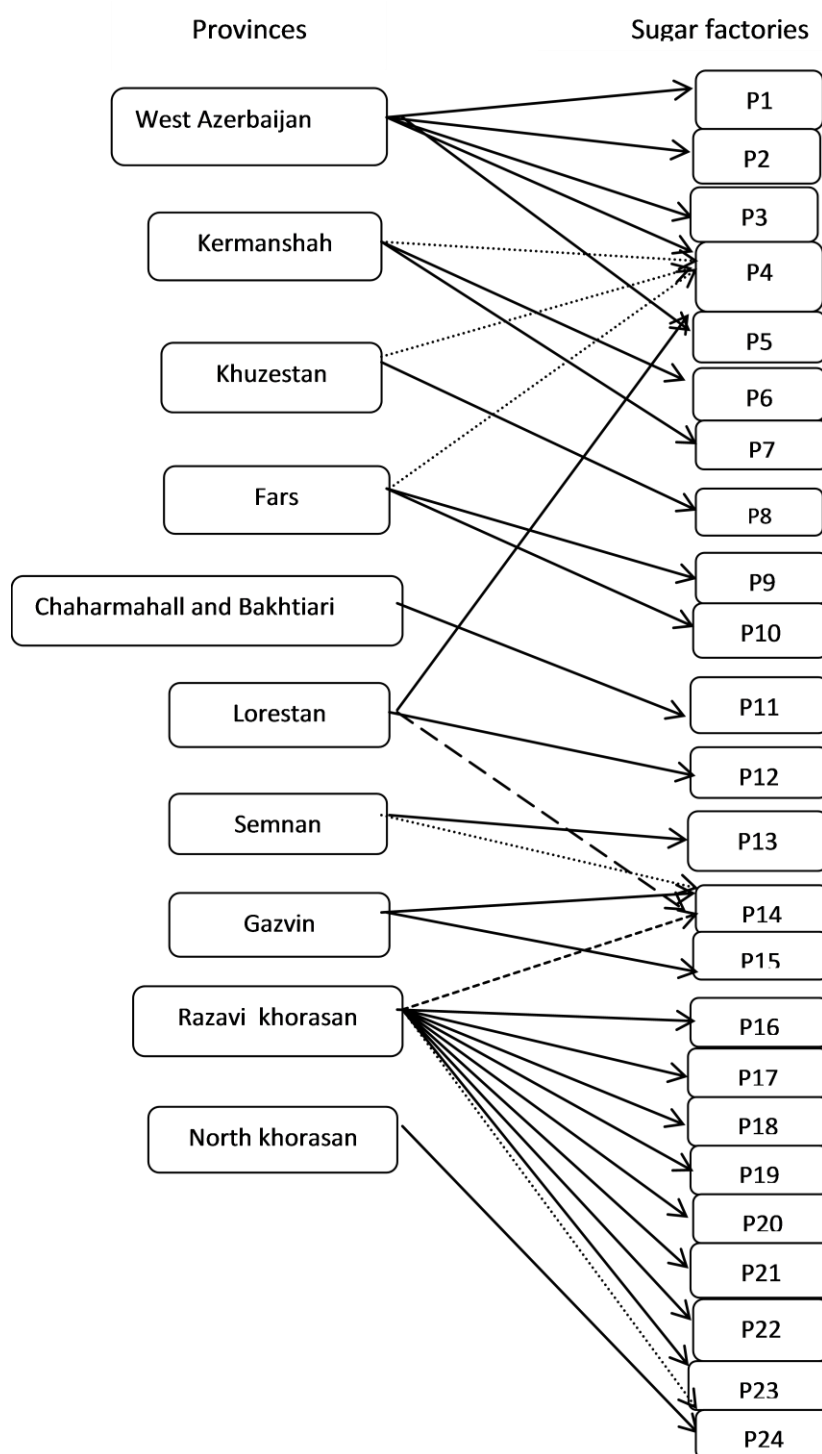 Provinces
Sugar factories
West Azerbaijan
Kermanshah
Khuzestan
Fars
Chaharmahall and Bakhtiari
Lorestan
Semnan
Gazvin
Razavi khorasan
North khorasan
P1
P2
P3
P4
P5
P6
P7
P8
P9
P10
P11
P12
P13
P14
P15
P16
P17
P18
P19
P20
P21
P22
P23
P24